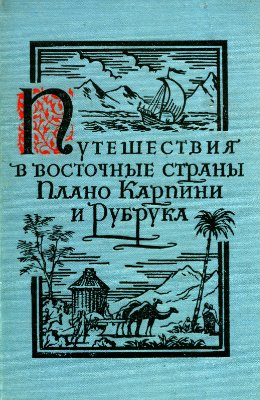 Путешествия
в восточные страны
Плано Карпини
и Рубрука